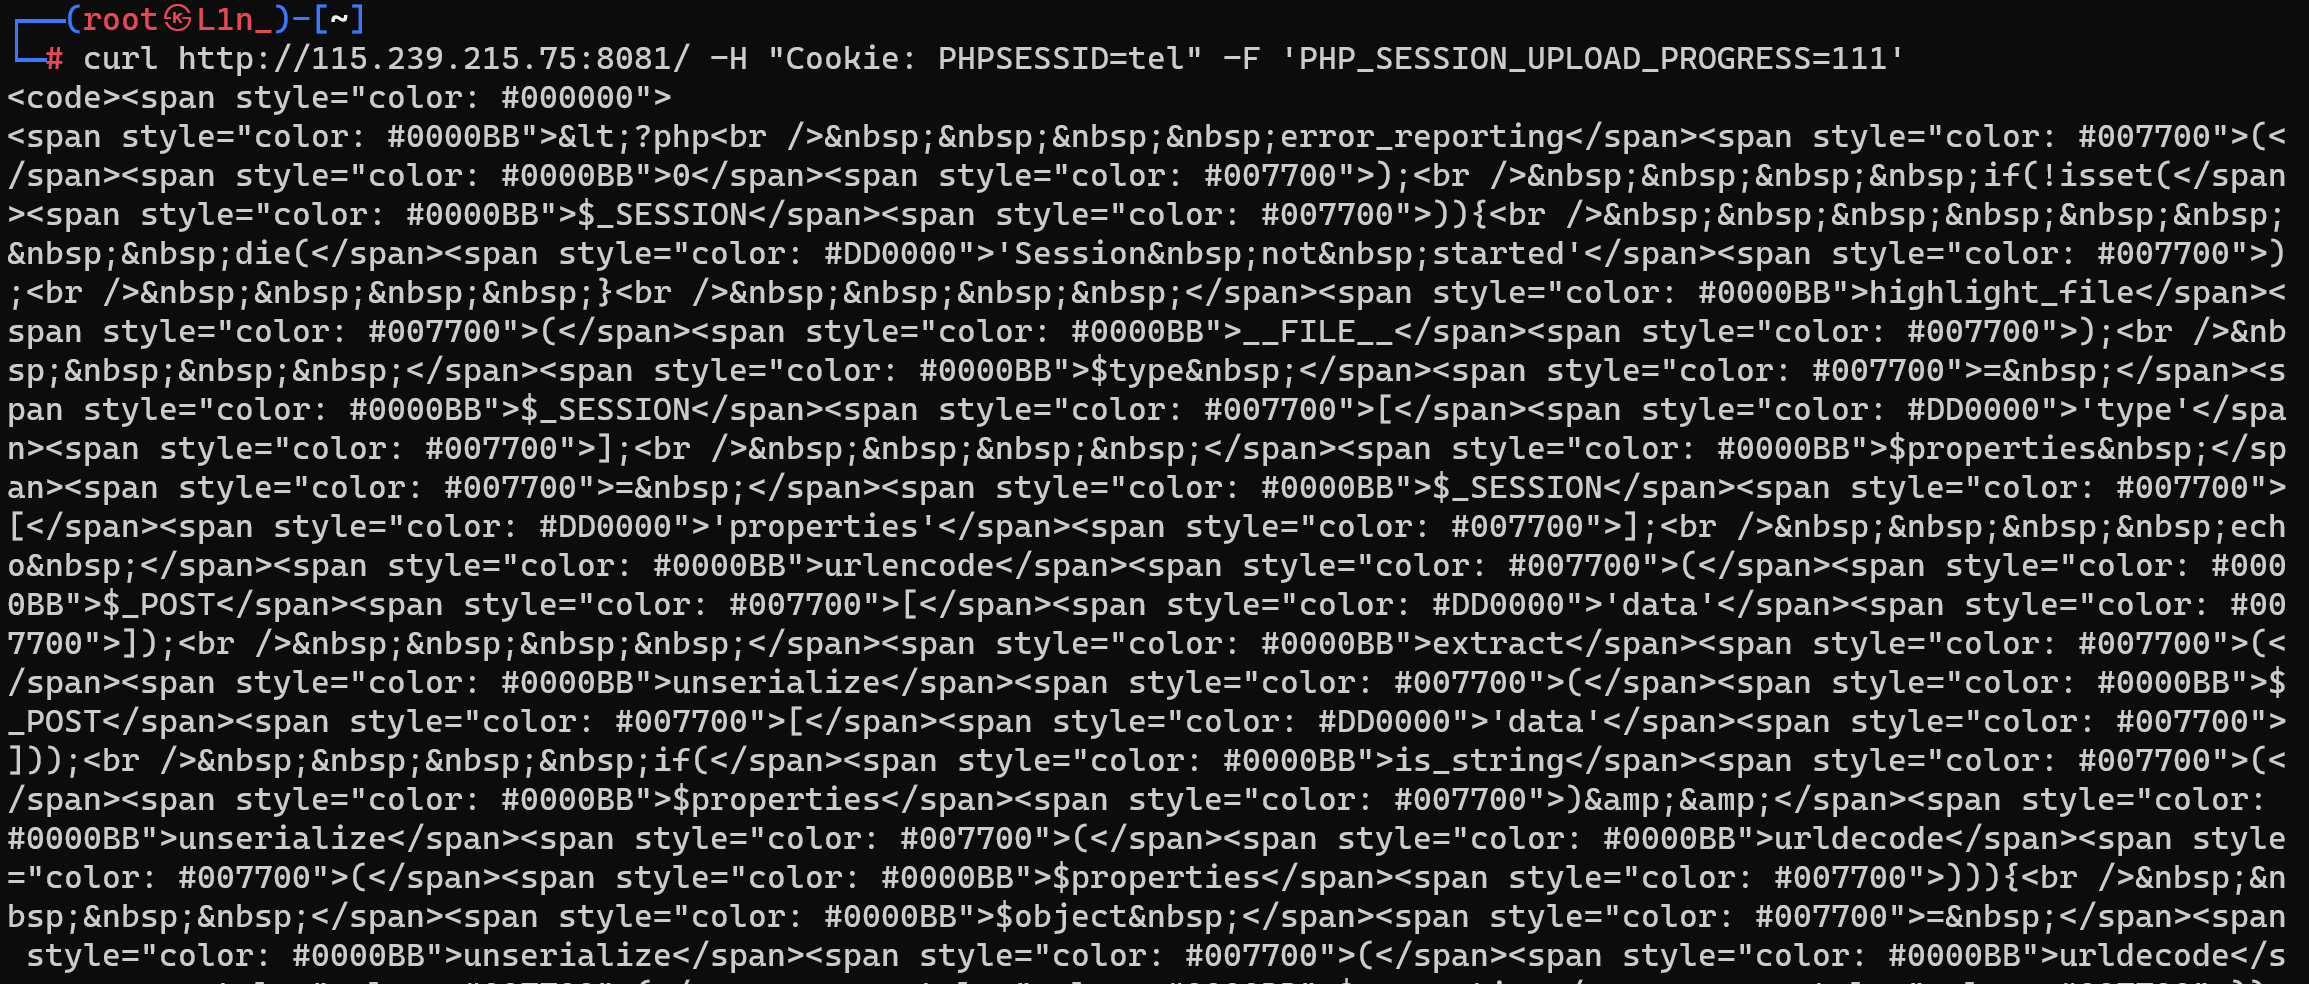 ┌──(root㉿L1n_)-[~]
└─# curl http://115.239.215.75:8081/ -H "Cookie: PHPSESSID=tel" -F 'PHP_SESSION_UPLOAD_PROGRESS=111'
<code><span style="color: #000000">
<span style="color: #0000BB">&lt;?php<br />&nbsp;&nbsp;&nbsp;&nbsp;error_reporting</span><span style="color: #007700">(<
/span><span style="color: #0000BB">0</span><span style="color: #007700">);<br />&nbsp;&nbsp;&nbsp;&nbsp;if(!isset(</span
><span style="color: #0000BB">$_SESSION</span><span style="color: #007700">)){<br />&nbsp;&nbsp;&nbsp;&nbsp;&nbsp;&nbsp;
&nbsp;&nbsp;die(</span><span style="color: #DD0000">'Session&nbsp;not&nbsp;started'</span><span style="color: #007700">)
;<br />&nbsp;&nbsp;&nbsp;&nbsp;}<br />&nbsp;&nbsp;&nbsp;&nbsp;</span><span style="color: #0000BB">highlight_file</span><
span style="color: #007700">(</span><span style="color: #0000BB">__FILE__</span><span style="color: #007700">);<br />&nb
sp;&nbsp;&nbsp;&nbsp;</span><span style="color: #0000BB">$type&nbsp;</span><span style="color: #007700">=&nbsp;</span><s
pan style="color: #0000BB">$_SESSION</span><span style="color: #007700">[</span><span style="color: #DD0000">'type'</spa
n><span style="color: #007700">];<br />&nbsp;&nbsp;&nbsp;&nbsp;</span><span style="color: #0000BB">$properties&nbsp;</sp
an><span style="color: #007700">=&nbsp;</span><span style="color: #0000BB">$_SESSION</span><span style="color: #007700">
[</span><span style="color: #DD0000">'properties'</span><span style="color: #007700">];<br />&nbsp;&nbsp;&nbsp;&nbsp;ech
o&nbsp;</span><span style="color: #0000BB">urlencode</span><span style="color: #007700">(</span><span style="color: #000
0BB">$_POST</span><span style="color: #007700">[</span><span style="color: #DD0000">'data'</span><span style="color: #00
7700">]);<br />&nbsp;&nbsp;&nbsp;&nbsp;</span><span style="color: #0000BB">extract</span><span style="color: #007700">(<
/span><span style="color: #0000BB">unserialize</span><span style="color: #007700">(</span><span style="color: #0000BB">$
_POST</span><span style="color: #007700">[</span><span style="color: #DD0000">'data'</span><span style="color: #007700">
]));<br />&nbsp;&nbsp;&nbsp;&nbsp;if(</span><span style="color: #0000BB">is_string</span><span style="color: #007700">(<
/span><span style="color: #0000BB">$properties</span><span style="color: #007700">)&amp;&amp;</span><span style="color: 
#0000BB">unserialize</span><span style="color: #007700">(</span><span style="color: #0000BB">urldecode</span><span style
="color: #007700">(</span><span style="color: #0000BB">$properties</span><span style="color: #007700">))){<br />&nbsp;&n
bsp;&nbsp;&nbsp;</span><span style="color: #0000BB">$object&nbsp;</span><span style="color: #007700">=&nbsp;</span><span
 style="color: #0000BB">unserialize</span><span style="color: #007700">(</span><span style="color: #0000BB">urldecode</s